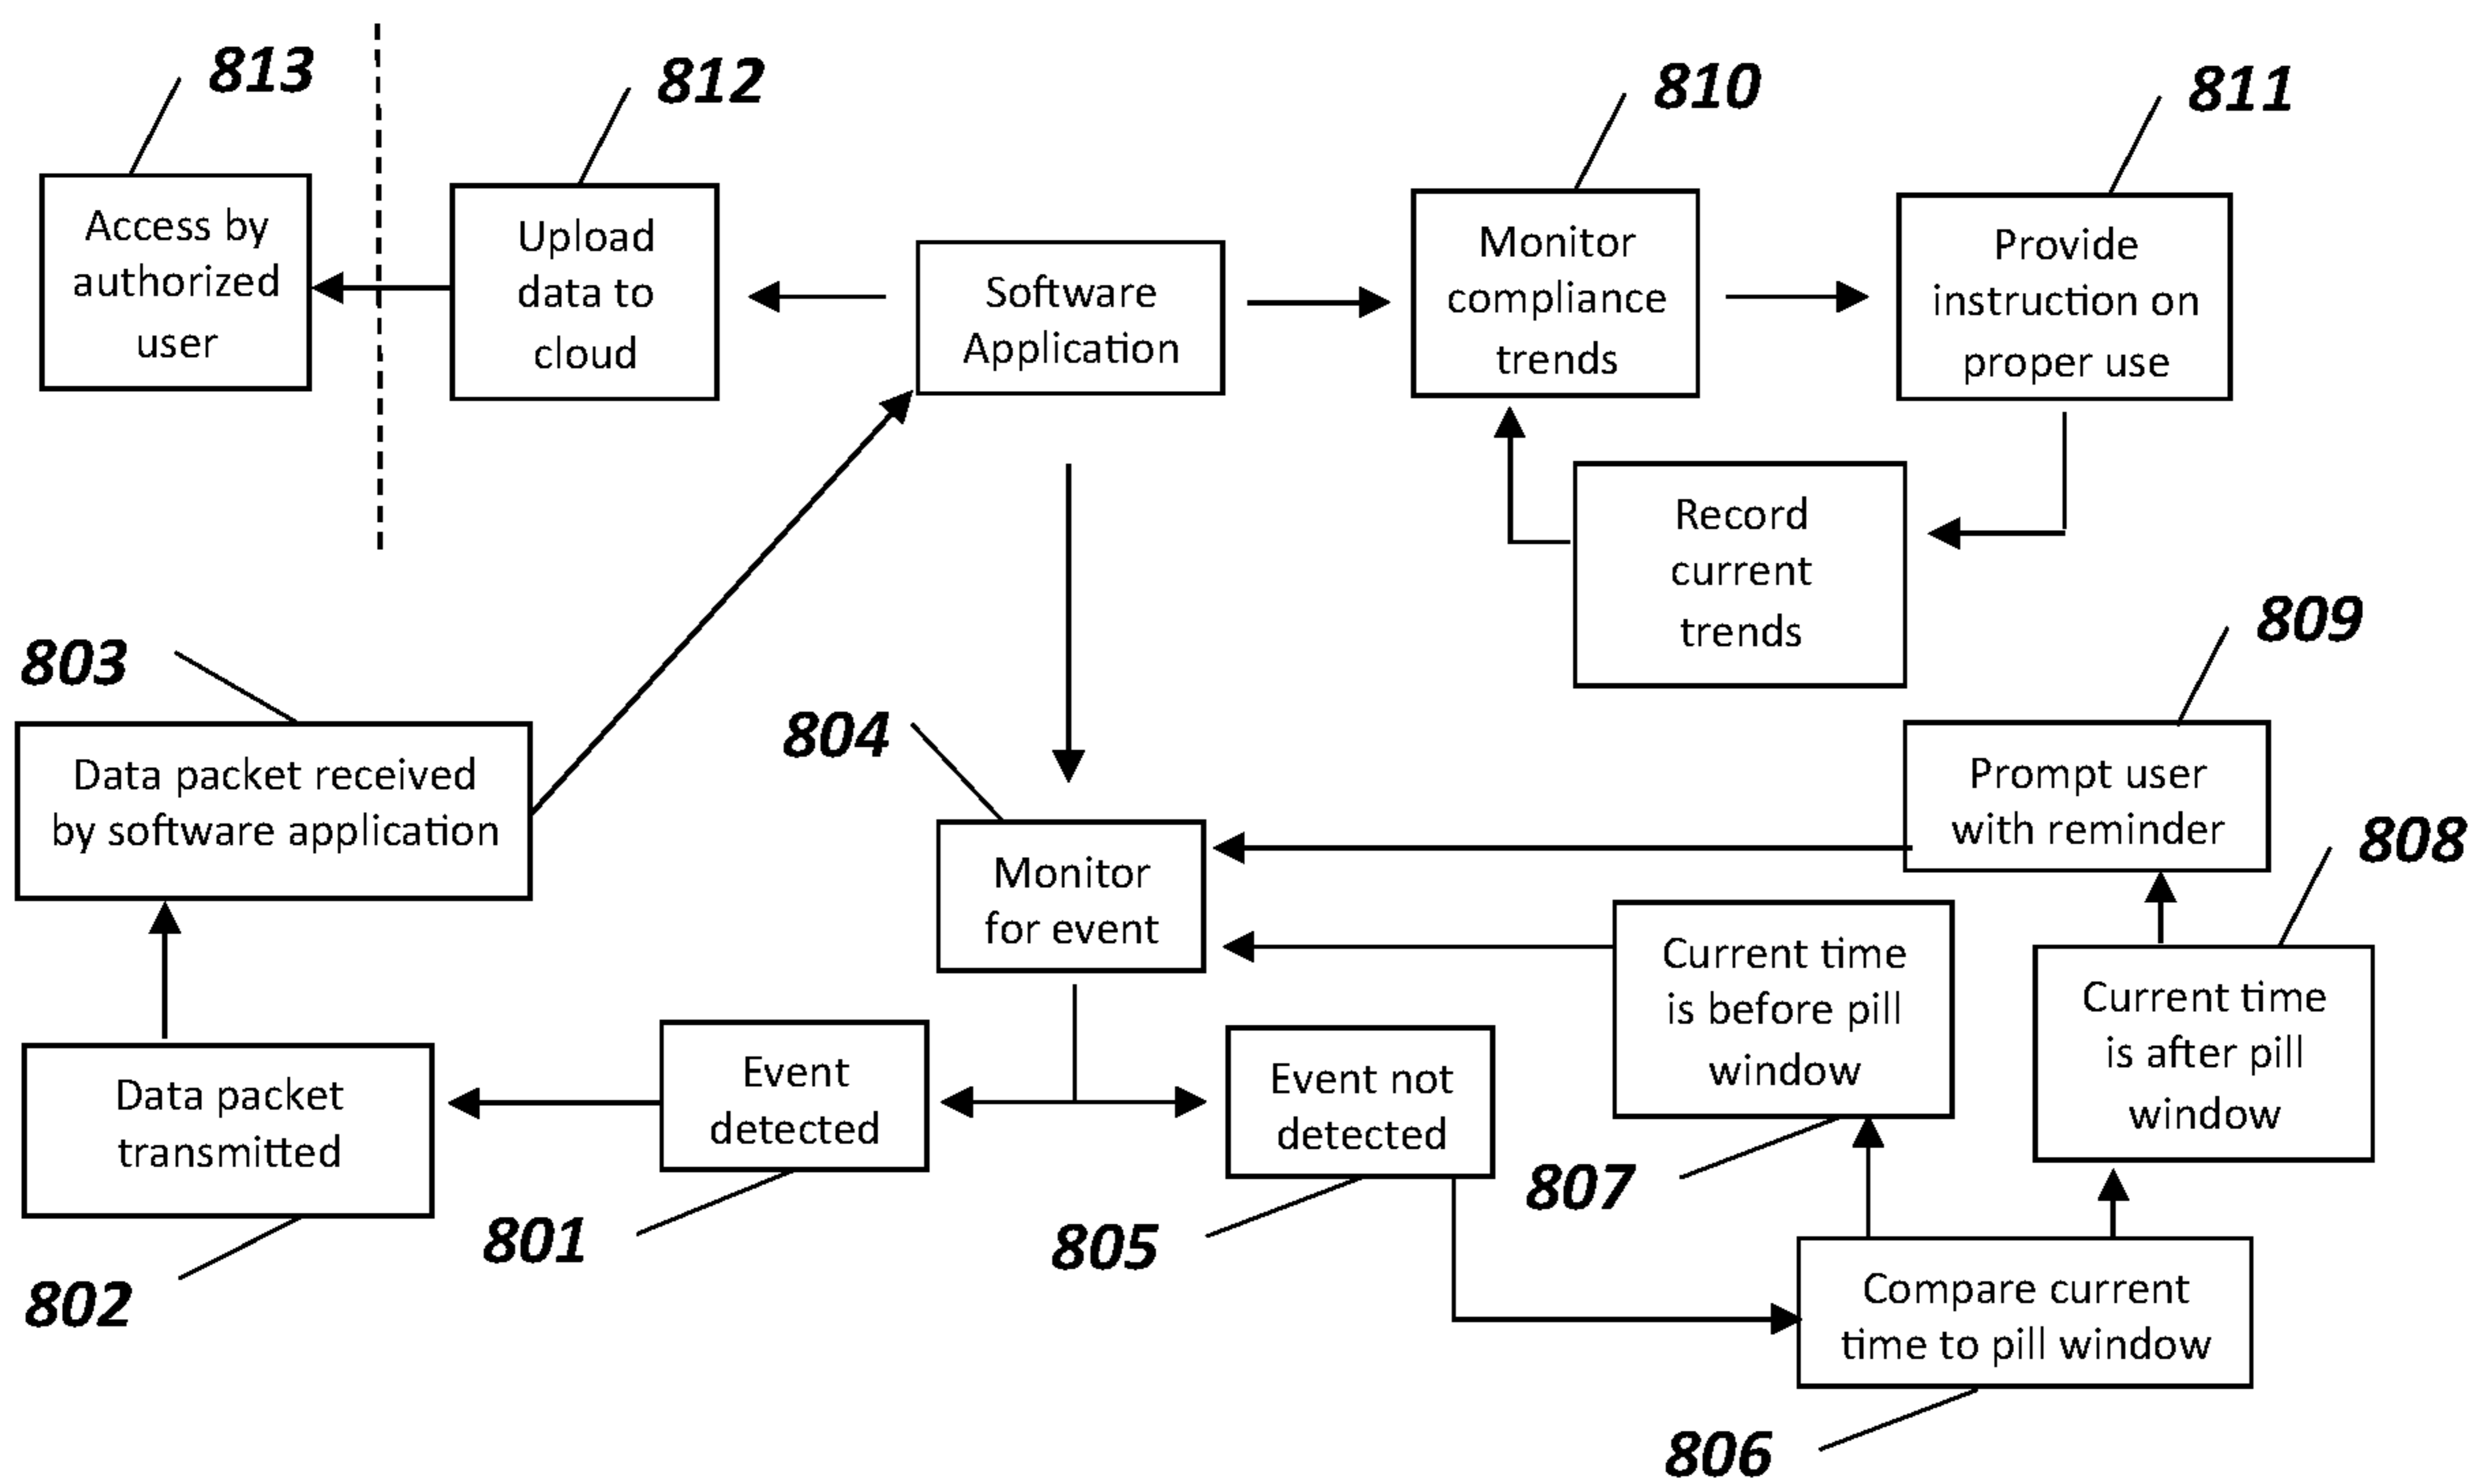 813
812
810
811
Access by
authorized
user
Upload
data to
cloud
Software
Application
Monitor
compliance
trends
Provide
instruction on
proper use
Record
current
trends
803
804
809
808
Data packet received
by software application
Prompt user
with reminder
Monitor
for event
Current time
is before pill
window
Current time
is after pill
window
Data packet
transmitted
Event
detected
Event not
detected
802
801
805
807
Compare current
time to pill window
806